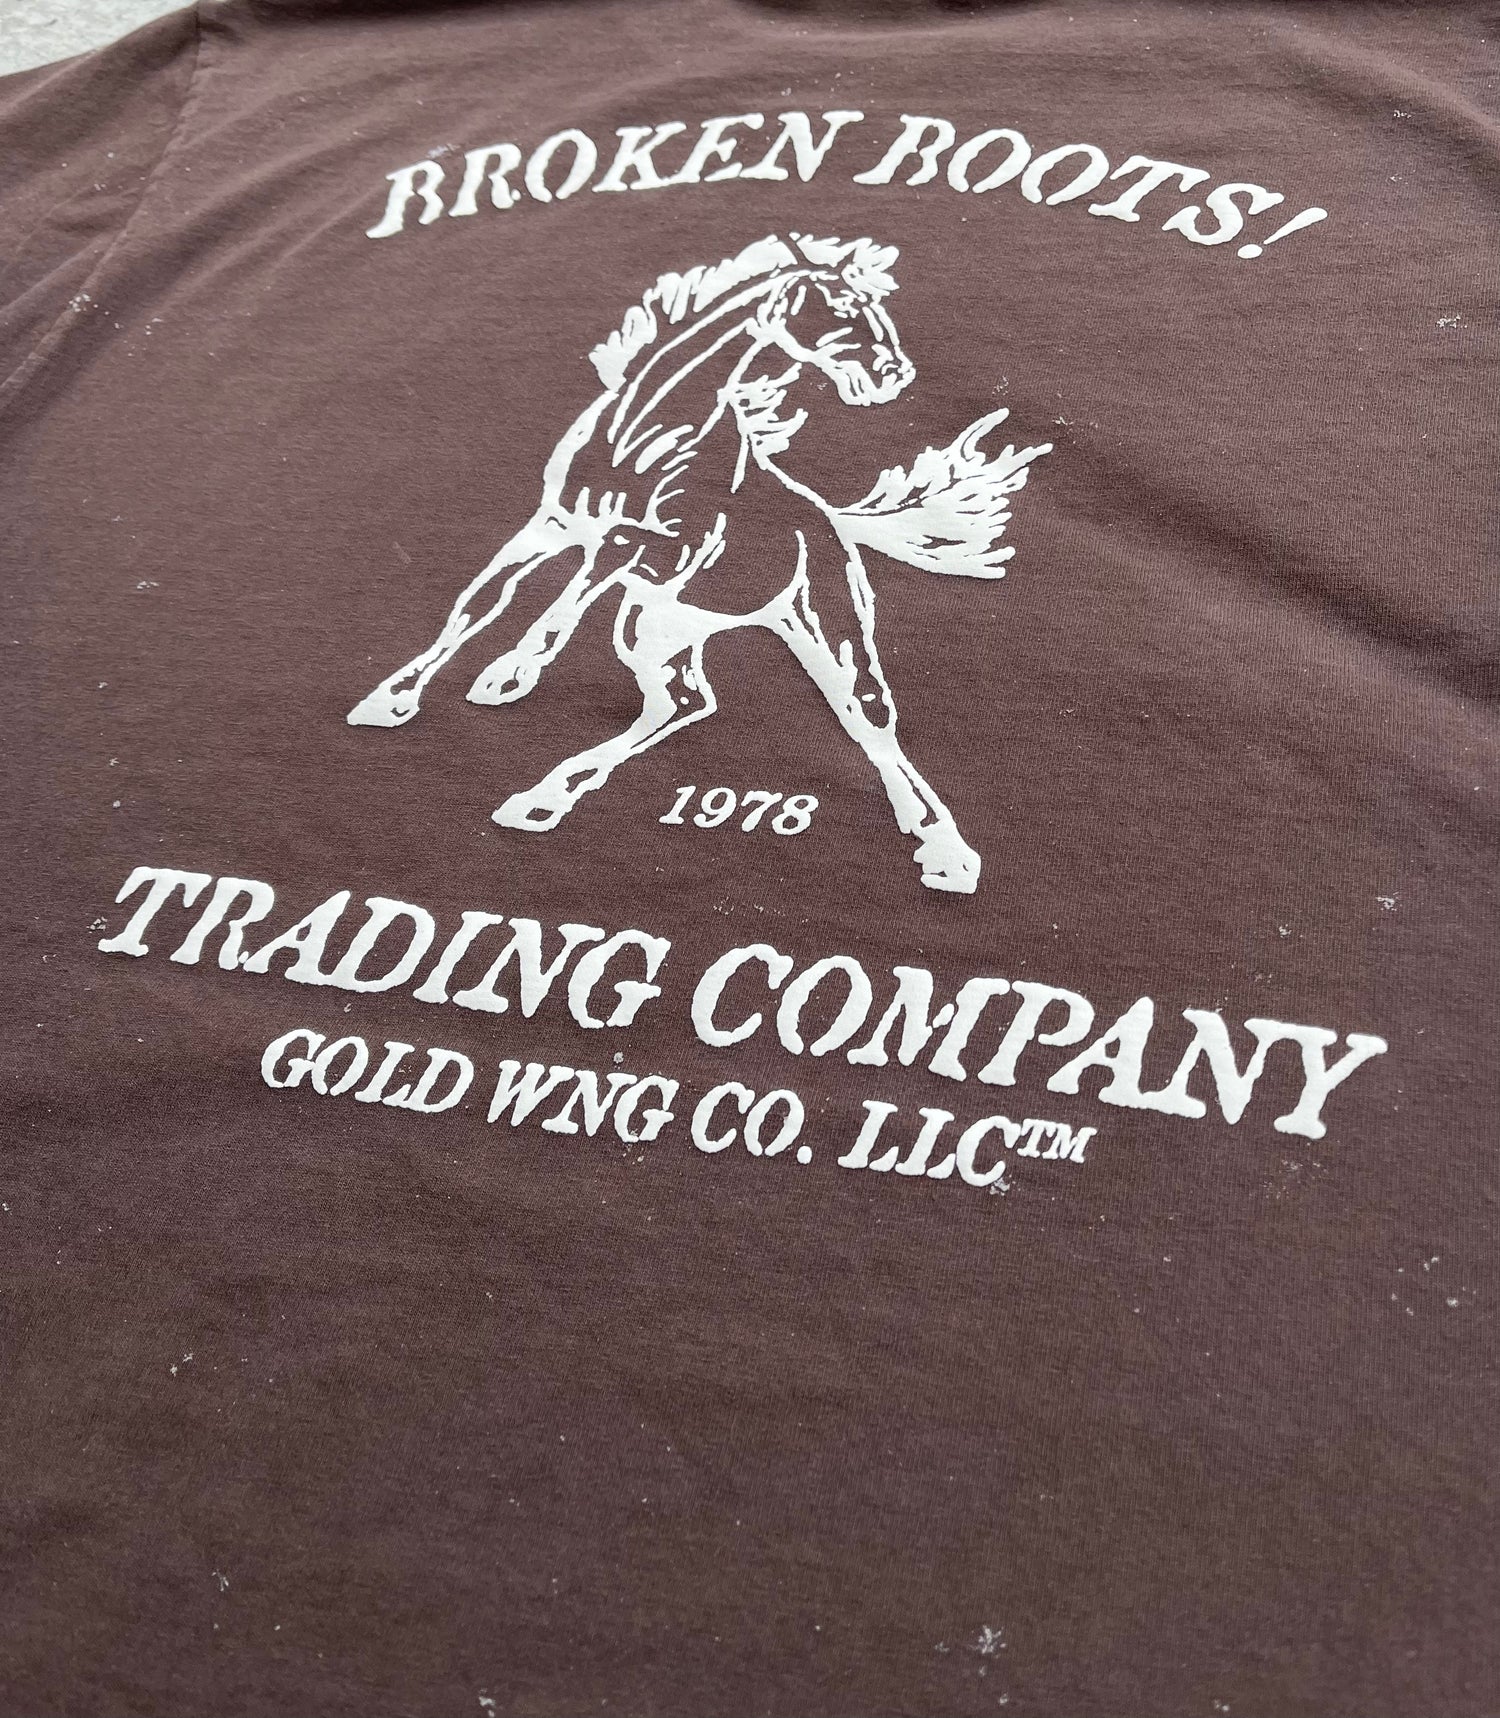 BROKEN BOOTS!
1978
TRADING COMPANY
GOLD WNG CO. LLC™